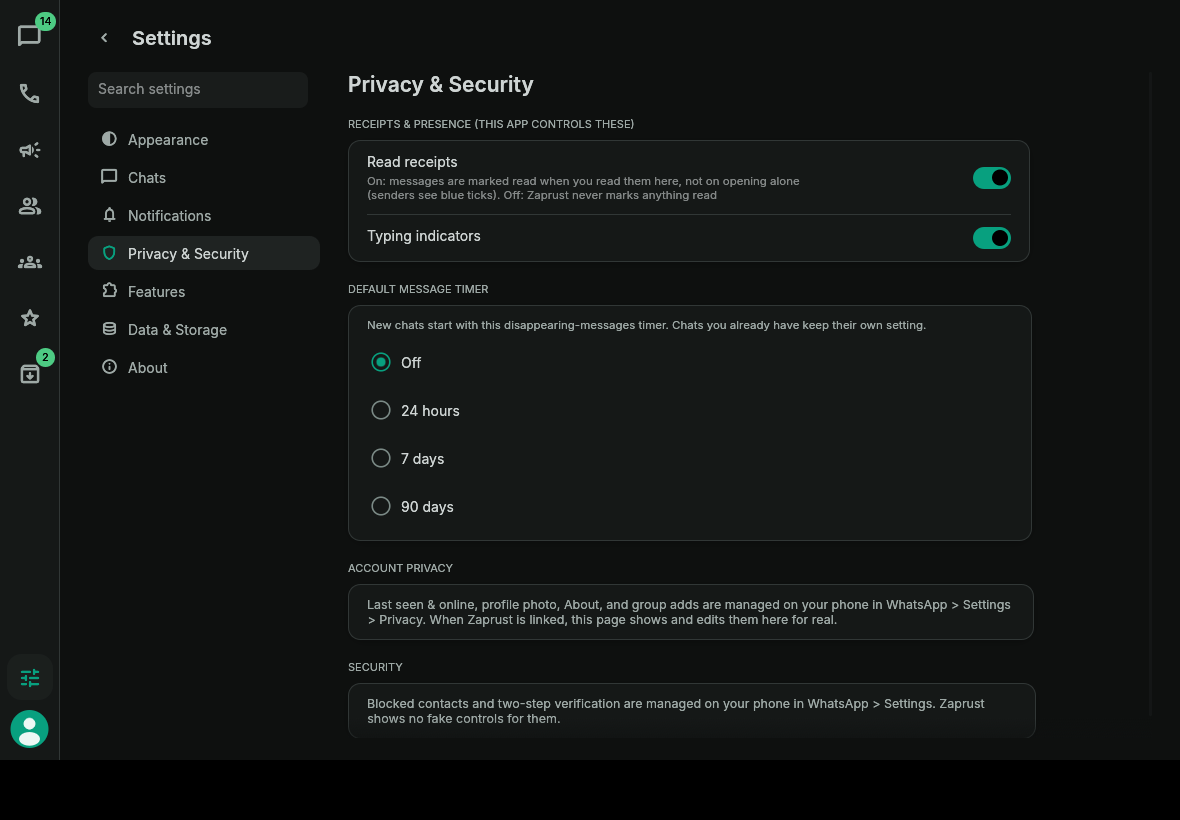 14
Settings
Search settings
Appearance
Chats
Notifications
Privacy & Security
Features
Data & Storage
About
2
Privacy & Security
RECEIPTS & PRESENCE (THIS APP CONTROLS THESE)
Read receipts
On: messages are marked read when you read them here, not on opening alone
(senders see blue ticks). Off: Zaprust never marks anything read
Typing indicators
DEFAULT MESSAGE TIMER
New chats start with this disappearing-messages timer. Chats you already have keep their own setting.
Off
24 hours
7 days
90 days
ACCOUNT PRIVACY
Last seen & online, profile photo, About, and group adds are managed on your phone in WhatsApp > Settings
> Privacy. When Zaprust is linked, this page shows and edits them here for real.
SECURITY
Blocked contacts and two-step verification are managed on your phone in WhatsApp > Settings. Zaprust
shows no fake controls for them.